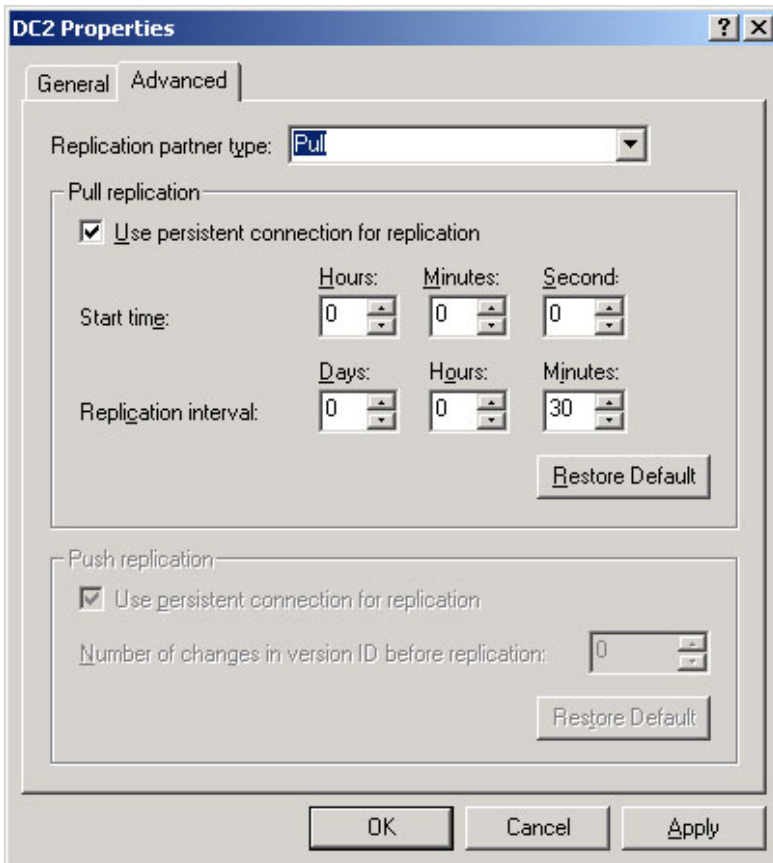 DC2 Properties
General Advanced
Replication partner type: Pull
Pull replication
Use persistent connection for replication
Hours: Minutes: Second:
Start time: 0 0 0
Days: Hours: Minutes:
Replication interval: 0 0 30
Restore Default
Push replication
Use persistent connection for replication
Number of changes in version ID before replication: 0
Restore Default
OK Cancel Apply